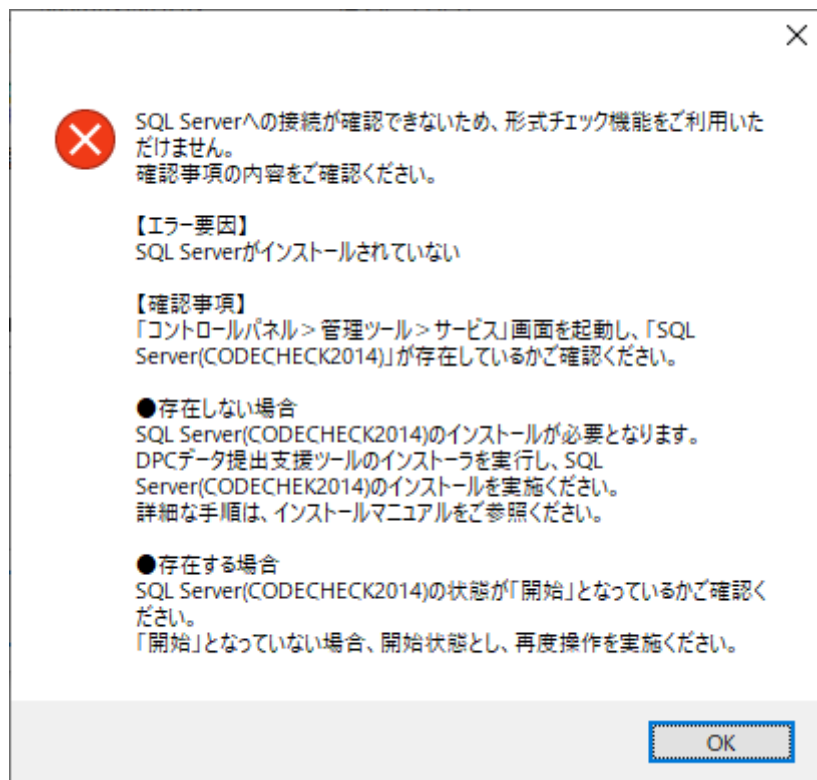 SQL Serverへの接続が確認できないため、形式チェック機能をご利用いた
だけません。
確認事項の内容をご確認ください。
【エラー要因】
SQL Serverがインストールされていない
【確認事項】
「コントロールパネル＞管理ツール＞サービス」画面を起動し、「SQL
Server(CODECHECK2014)」が存在しているかご確認ください。
●存在しない場合
SQL Server(CODECHECK2014)のインストールが必要となります。
DPCデータ提出支援ツールのインストーラを実行し、SQL
Server(CODECHEK2014)のインストールを実施ください。
詳細な手順は、インストールマニュアルをご参照ください。
●存在する場合
SQL Server(CODECHECK2014)の状態が「開始」となっているかご確認く
ださい。
「開始」となっていない場合、開始状態とし、再度操作を実施ください。
OK